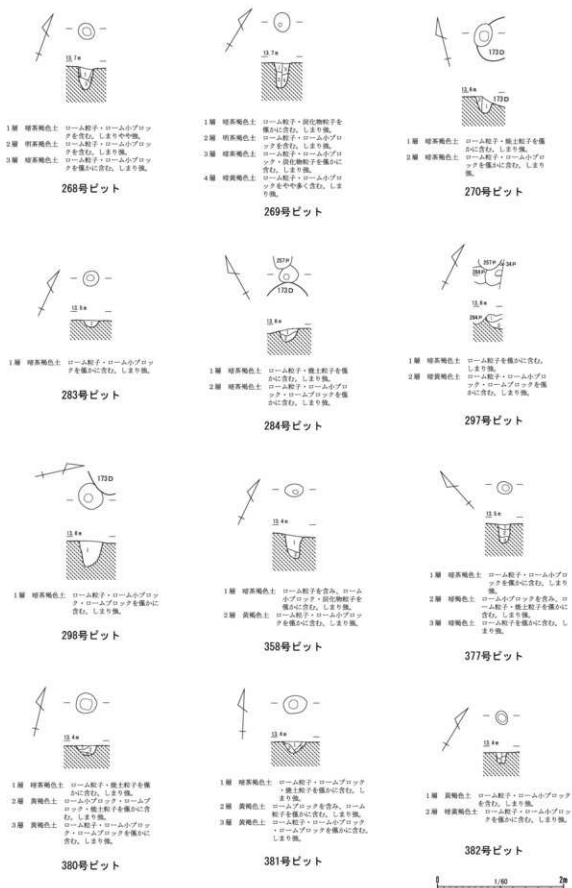 13.7m
1層 暗茶褐色土 ローム粒子・ローム小ブロッ
クを含む。しまりやや強。
2層 明茶褐色土 ローム粒子・ローム小ブロッ
クを含む。しまり強。
3層 暗茶褐色土 ローム粒子・ローム小ブロッ
クを僅かに含む。しまり強。
268号ピット
13.7m
1層 暗茶褐色土 ローム粒子・炭化物粒子を
僅かに含む。しまり強。
2層 明茶褐色土 ローム粒子・ローム小ブロ
ックを含む。しまり強。
3層 暗茶褐色土 ローム粒子・ローム小ブロ
ック・炭化物粒子を僅かに
含む。しまり強。
4層 暗黄褐色土 ローム粒子・ローム小ブロ
ックをやや多く含む。しま
り強。
269号ピット
173D
13.6m
173D
1層 暗茶褐色土 ローム粒子・焼土粒子を僅
かに含む。しまり強。
2層 暗茶褐色土 ローム粒子・ローム小ブロ
ックを僅かに含む。しまり
強。
270号ピット
13.5m
1層 暗茶褐色土 ローム粒子・ローム小ブロッ
クを僅かに含む。しまり強。
283号ピット
257P
173D
13.6m
1層 暗茶褐色土 ローム粒子・焼土粒子を僅
かに含む。しまり強。
2層 暗茶褐色土 ローム粒子・ローム小ブロ
ック・ロームブロックを僅
かに含む。しまり強。
284号ピット
257P
34P
284P
13.6m
284P
1層 暗茶褐色土 ローム粒子を僅かに含む。
しまり強。
2層 暗黄褐色土 ローム粒子・ローム小ブロ
ック・ロームブロックを僅
かに含む。しまり強。
297号ピット
173D
13.6m
1層 暗茶褐色土 ローム粒子・ローム小ブロッ
ク・ロームブロックを僅かに
含む。しまり強。
298号ピット
13.4m
1層 暗茶褐色土 ローム粒子を含み、ローム
小ブロック・炭化物粒子を
僅かに含む。しまり強。
2層 黄褐色土 ローム粒子・ローム小ブロッ
クを僅かに含む。しまり強。
358号ピット
13.5m
1層 暗茶褐色土 ローム粒子・ローム小ブロ
ックを僅かに含む。しまり
強。
2層 暗褐色土 ローム小ブロックを含み、ロ
ーム粒子・焼土粒子を僅かに
含む。しまり強。
3層 暗褐色土 ローム粒子を僅かに含む。し
まり強。
377号ピット
13.4m
1層 暗茶褐色土 ローム粒子・焼土粒子を僅
かに含む。しまり強。
2層 黄褐色土 ローム小ブロック・ロームブ
ロック・焼土粒子を僅かに含
む。しまり強。
3層 黄褐色土 ローム粒子・ローム小ブロッ
ク・ロームブロックを僅かに
含む。しまり強。
380号ピット
13.4m
1層 暗茶褐色土 ローム粒子・ロームブロック
・焼土粒子を僅かに含む。し
まり強。
2層 黄褐色土 ロームブロックを含み、ローム
粒子を僅かに含む。しまり強。
3層 黄褐色土 ローム粒子・ローム小ブロック
・ロームブロックを僅かに含む。
しまり強。
381号ピット
13.4m
1層 黄褐色土 ローム粒子・ローム小ブロック
を含む。しまり強。
2層 暗黄褐色土 ローム粒子・ローム小ブロッ
クを僅かに含む。しまり強。
382号ピット
0 1/60 2m